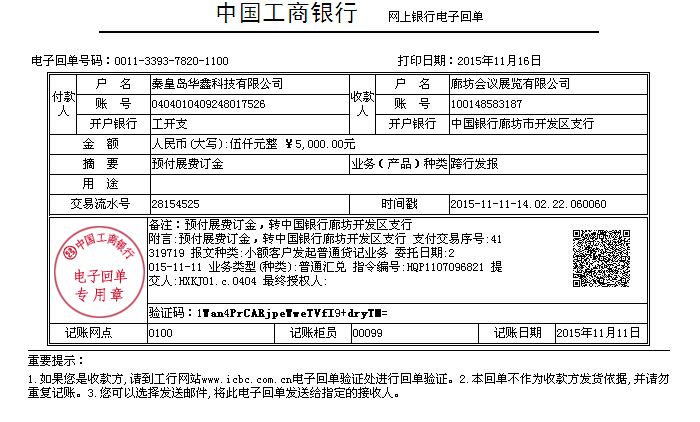 中国工商银行 网上银行电子回单
电子回单号码：0011-3393-7820-1100 打印日期：2015年11月16日
付款人 户 名 秦皇岛华鑫科技有限公司 收款人 户 名 廊坊会议展览有限公司
账 号 0404010409248017526 账 号 100148583187
开户银行 工开支 开户银行 中国银行廊坊市开发区支行
金 额 人民币(大写):伍仟元整 ￥5,000.00元
摘 要 预付展费订金 业务（产品）种类 跨行发报
用 途
交易流水号 28154525 时间戳 2015-11-11-14.02.22.060060
中国工商银行
电子回单
专用章
备注：预付展费订金，转中国银行廊坊开发区支行
附言:预付展费订金，转中国银行廊坊开发区支行 支付交易序号:41
319719 报文种类:小额客户发起普通贷记业务 委托日期:2
015-11-11 业务类型(种类):普通汇兑 指令编号:HQP1107096821 提
交人:HXKJ01.c.0404 最终授权人:
验证码：1Wan4PrCARjpeWweTVfI9+dryTM=
记账网点 0100 记账柜员 00099 记账日期 2015年11月11日
重要提示：
1.如果您是收款方,请到工行网站www.icbc.com.cn电子回单验证处进行回单验证。2.本回单不作为收款方发货依据,并请勿
重复记账。3.您可以选择发送邮件,将此电子回单发送给指定的接收人。